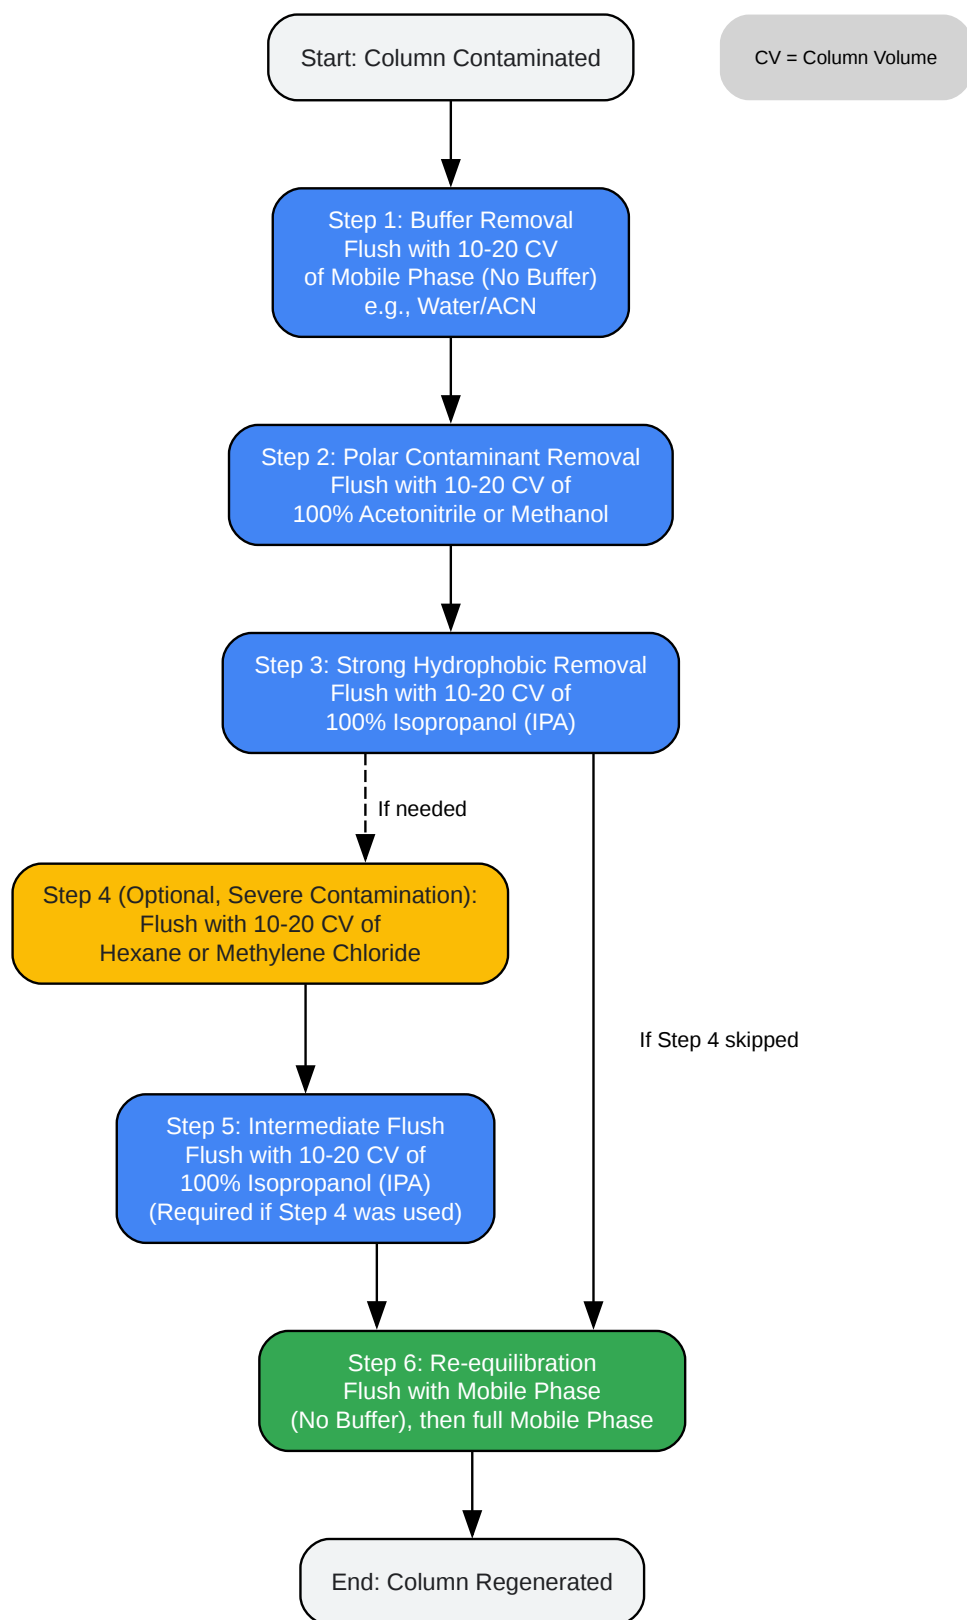 Start: Column Contaminated
CV = Column Volume
Step 1: Buffer Removal
Flush with 10-20 CV
of Mobile Phase (No Buffer)
e.g., Water/ACN
Step 2: Polar Contaminant Removal
Flush with 10-20 CV of
100% Acetonitrile or Methanol
Step 3: Strong Hydrophobic Removal
Flush with 10-20 CV of
100% Isopropanol (IPA)
If needed
Step 4 (Optional, Severe Contamination):
Flush with 10-20 CV of
Hexane or Methylene Chloride
If Step 4 skipped
Step 5: Intermediate Flush
Flush with 10-20 CV of
100% Isopropanol (IPA)
(Required if Step 4 was used)
Step 6: Re-equilibration
Flush with Mobile Phase
(No Buffer), then full Mobile Phase
End: Column Regenerated